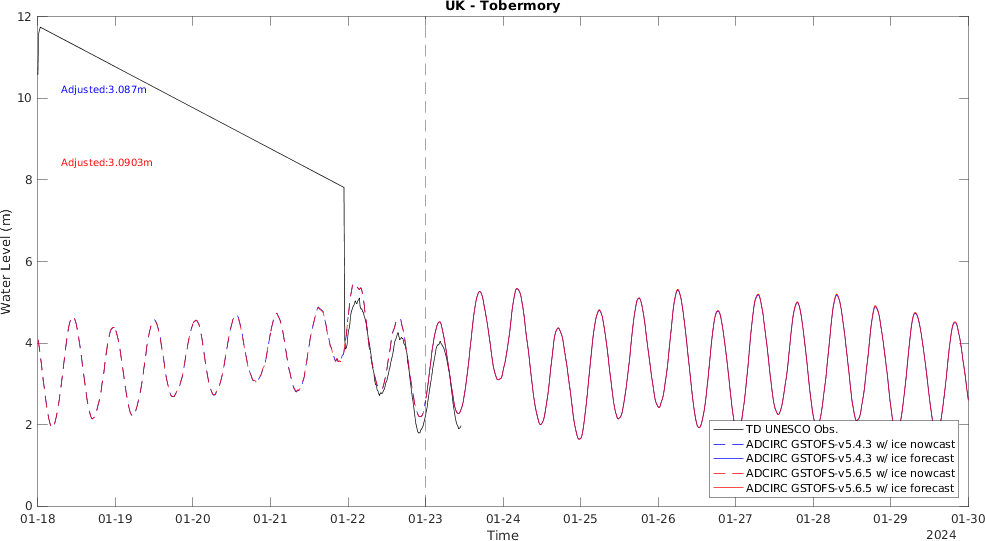 UK - Tobermory
12
10
8
6
4
2
0
Water Level (m)
Adjusted:3.087m
Adjusted:3.0903m
TD UNESCO Obs.
ADCIRC GSTOFS-v5.4.3 w/ ice nowcast
ADCIRC GSTOFS-v5.4.3 w/ ice forecast
ADCIRC GSTOFS-v5.6.5 w/ ice nowcast
ADCIRC GSTOFS-v5.6.5 w/ ice forecast
01-18 01-19 01-20 01-21 01-22 01-23 01-24 01-25 01-26 01-27 01-28 01-29 01-30
Time
2024